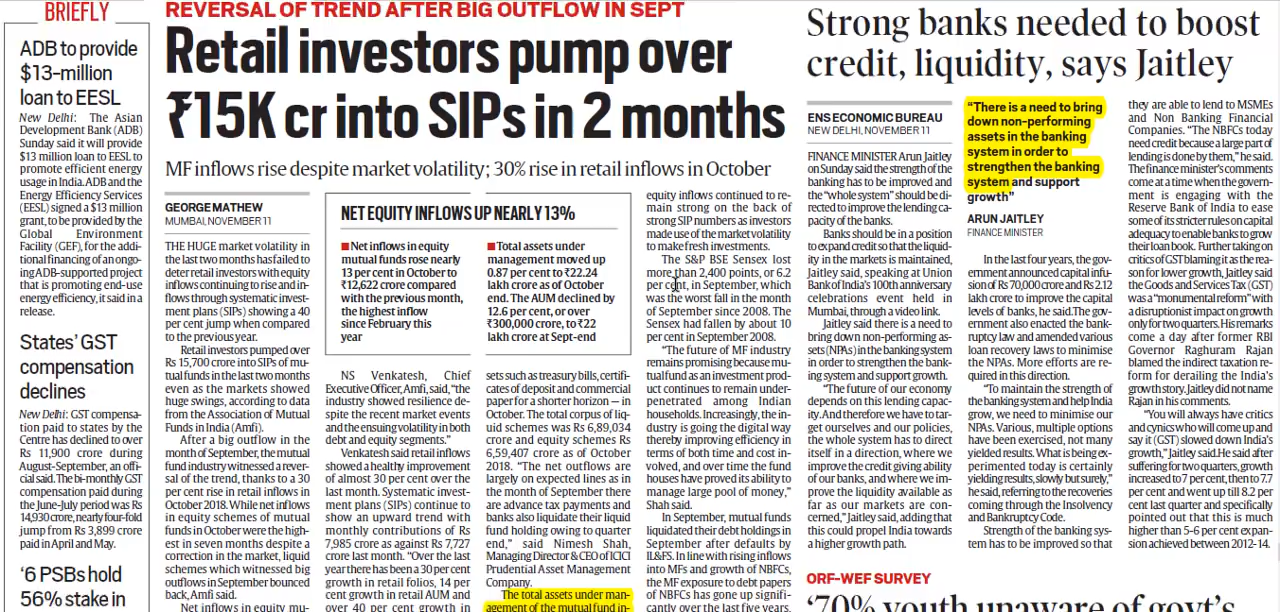 BRIEFLY
ADB to provide
$13-million
loan to EESL
New Delhi: The Asian
Development Bank (ADB)
Sunday said it will provide
$13 million loan to EESL to
promote efficient energy
usage in India. ADB and the
Energy Efficiency Services
(EESL) signed a $13 million
grant, to be provided by the
Global Environment
Facility (GEF), for the addi-
tional financing of an ongo-
ing ADB-supported project
that is promoting end-use
energy efficiency, it said in a
release.
States' GST
compensation
declines
New Delhi: GST compensa-
tion paid to states by the
Centre has declined to over
Rs 11,900 crore during
August-September, an offi-
cial said. The bi-monthly GST
compensation paid during
the June-July period was Rs
14,930 crore, nearly four-fold
jump from Rs 3,899 crore
paid in April and May.
'6 PSBs hold
56% stake in
REVERSAL OF TREND AFTER BIG OUTFLOW IN SEPT
Retail investors pump over
₹15K cr into SIPs in 2 months
MF inflows rise despite market volatility; 30% rise in retail inflows in October
GEORGE MATHEW
MUMBAI, NOVEMBER 11
THE HUGE market volatility in
the last two months has failed to
deter retail investors with equity
inflows continuing to rise and in-
flows through systematic invest-
ment plans (SIPs) showing a 40
per cent jump when compared
to the previous year.
Retail investors pumped over
Rs 15,700 crore into SIPs of mu-
tual funds in the last two months
even as the markets showed
huge swings, according to data
from the Association of Mutual
Funds in India (Amfi).
After a big outflow in the
month of September, the mutual
fund industry witnessed a rever-
sal of the trend, thanks to a 30
per cent rise in retail inflows in
October 2018. While net inflows
in equity schemes of mutual
funds in October were the high-
est in seven months despite a
correction in the market, liquid
schemes which witnessed big
outflows in September bounced
back, Amfi said.
Net inflows in equity mu-
NET EQUITY INFLOWS UP NEARLY 13%
■ Net inflows in equity
mutual funds rose nearly
13 per cent in October to
₹12,622 crore compared
with the previous month,
the highest inflow
since February this
year
■ Total assets under
management moved up
0.87 per cent to ₹22.24
lakh crore as of October
end. The AUM declined by
12.6 per cent, or over
₹300,000 crore, to ₹22
lakh crore at Sept-end
NS Venkatesh, Chief
Executive Officer, Amfi, said, "the
industry showed resilience de-
spite the recent market events
and the ensuing volatility in both
debt and equity segments."
Venkatesh said retail inflows
showed a healthy improvement
of almost 30 per cent over the
last month. Systematic invest-
ment plans (SIPs) continue to
show an upward trend with
monthly contributions of Rs
7,985 crore as against Rs 7,727
crore last month. "Over the last
year there has been a 30 per cent
growth in retail folios, 14 per
cent growth in retail AUM and
over 40 per cent growth in
sets such as treasury bills, certifi-
cates of deposit and commercial
paper for a shorter horizon — in
October. The total corpus of liq-
uid schemes was Rs 6,89,034
crore and equity schemes Rs
6,59,407 crore as of October
2018. "The net outflows are
largely on expected lines as in
the month of September there
are advance tax payments and
banks also liquidate their liquid
fund holding owing to quarter
end," said Nimesh Shah,
Managing Director & CEO of ICICI
Prudential Asset Management
Company.
The total assets under man-
agement of the mutual fund in-
equity inflows continued to re-
main strong on the back of
strong SIP numbers as investors
made use of the market volatility
to make fresh investments.
The S&P BSE Sensex lost
more than 2,400 points, or 6.2
per cent, in September, which
was the worst fall in the month
of September since 2008. The
Sensex had fallen by about 10
per cent in September 2008.
"The future of MF industry
remains promising because mu-
tual fund as an investment prod-
uct continues to remain under-
penetrated among Indian
households. Increasingly, the in-
dustry is going the digital way
thereby improving efficiency in
terms of both time and cost in-
volved, and over time the fund
houses have proved its ability to
manage large pool of money,"
Shah said.
In September, mutual funds
liquidated their debt holdings in
September after defaults by
IL&FS. In line with rising inflows
into MFs and growth of NBFCs,
the MF exposure to debt papers
of NBFCs has gone up signifi-
cantly over the last five years.
Strong banks needed to boost
credit, liquidity, says Jaitley
ENS ECONOMIC BUREAU
NEW DELHI, NOVEMBER 11
FINANCE MINISTER Arun Jaitley
on Sunday said the strength of the
banking has to be improved and
the "whole system" should be di-
rected to improve the lending ca-
pacity of the banks.
Banks should be in a position
to expand credit so that the liquid-
ity in the markets is maintained,
Jaitley said, speaking at Union
Bank of India's 100th anniversary
celebrations event held in
Mumbai, through a video link.
Jaitley said there is a need to
bring down non-performing as-
sets (NPAs) in the banking system
in order to strengthen the bank-
ing system and support growth.
"The future of our economy
depends on this lending capac-
ity. And therefore we have to tar-
get ourselves and our policies,
the whole system has to direct
itself in a direction, where we
improve the credit giving ability
of our banks, and where we im-
prove the liquidity available as
far as our markets are con-
cerned," Jaitley said, adding that
this could propel India towards
a higher growth path.
"There is a need to bring
down non-performing
assets in the banking
system in order to
strengthen the banking
system and support
growth"
ARUN JAITLEY
FINANCE MINISTER
In the last four years, the gov-
ernment announced capital infu-
sion of Rs 70,000 crore and Rs 2.12
lakh crore to improve the capital
levels of banks, he said. The gov-
ernment also enacted the bank-
ruptcy law and amended various
loan recovery laws to minimise
the NPAs. More efforts are re-
quired in this direction.
"To maintain the strength of
the banking system and help India
grow, we need to minimise our
NPAs. Various, multiple options
have been exercised, not many
yielded results. What is being ex-
perimented today is certainly
yielding results, slowly but surely,"
he said, referring to the recoveries
coming through the Insolvency
and Bankruptcy Code.
Strength of the banking sys-
tem has to be improved so that
they are able to lend to MSMEs
and Non Banking Financial
Companies. "The NBFCs today
need credit because a large part of
lending is done by them," he said.
The finance minister's comments
come at a time when the govern-
ment is engaging with the
Reserve Bank of India to ease
some of its stricter rules on capital
adequacy to enable banks to grow
their loan book. Further taking on
critics of GST blaming it as the rea-
son for lower growth, Jaitley said
the Goods and Services Tax (GST)
was a "monumental reform" with
a disruptionist impact on growth
only for two quarters. His remarks
come a day after former RBI
Governor Raghuram Rajan
blamed the indirect taxation re-
form for derailing the India's
growth story. Jaitley did not name
Rajan in his comments.
"You will always have critics
and cynics who will come up and
say it (GST) slowed down India's
growth," Jaitley said. He said after
suffering for two quarters, growth
increased to 7 per cent, then to 7.7
per cent and went up till 8.2 per
cent last quarter and specifically
pointed out that this is much
higher than 5-6 per cent expan-
sion achieved between 2012-14.
ORF-WEF SURVEY
'70% youth unaware of govt's